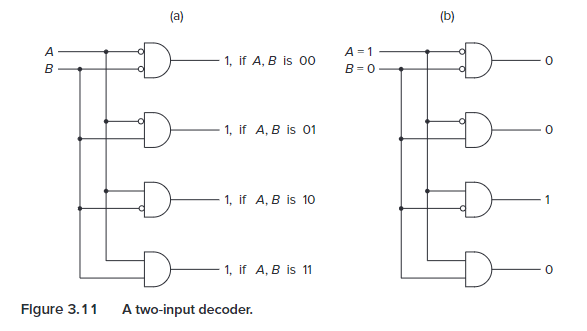 (a) (b)
A 1, if A, B is 00 A = 1 0
B B = 0
1, if A, B is 01 0
1, if A, B is 10 1
1, if A, B is 11 0
Figure 3.11 A two-input decoder.